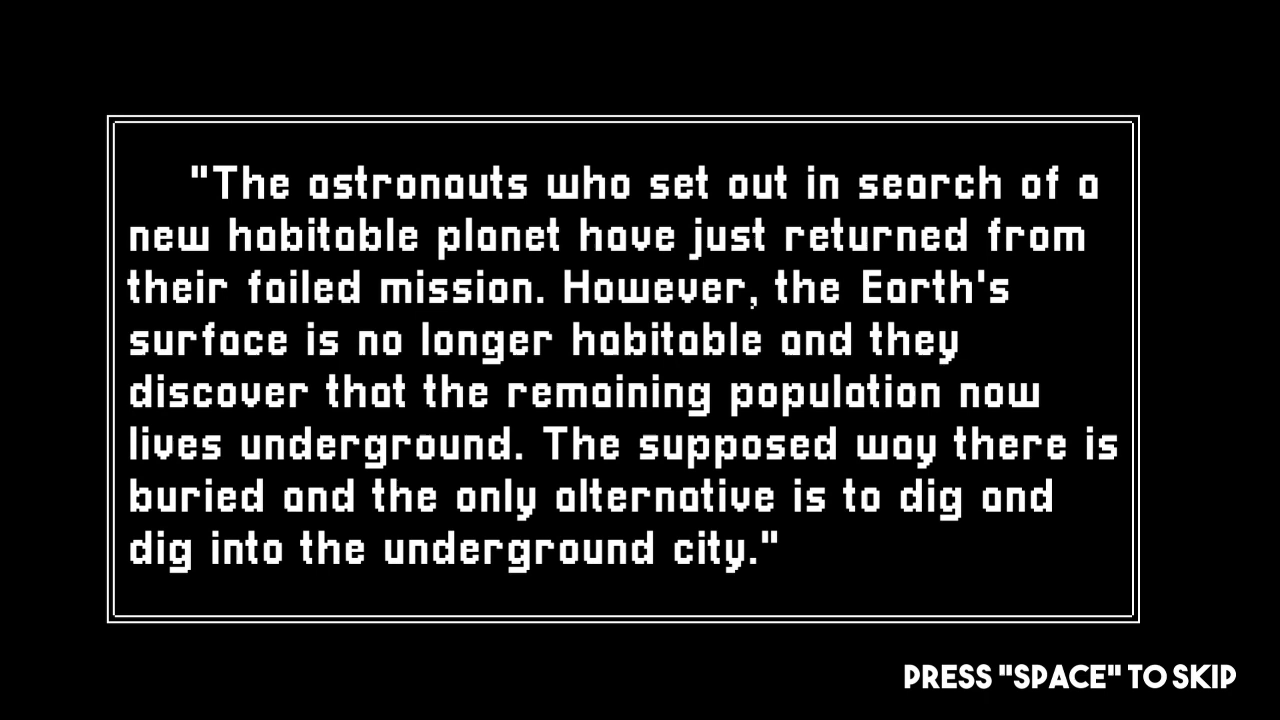 "The astronauts who set out in search of a
new habitable planet have just returned from
their failed mission. However, the Earth's
surface is no longer habitable and they
discover that the remaining population now
lives underground. The supposed way there is
buried and the only alternative is to dig and
dig into the underground city."
PRESS "SPACE" TO SKIP